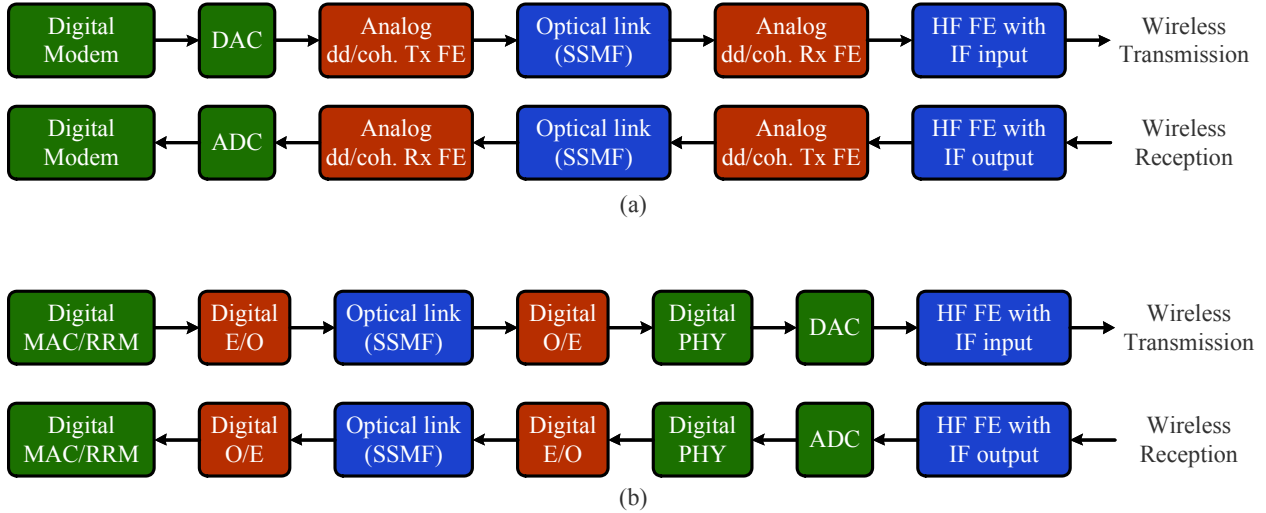 Digital
Modem
DAC
Analog
dd/coh. Tx FE
Optical link
(SSMF)
Analog
dd/coh. Rx FE
HF FE with
IF input
Wireless
Transmission
Digital
Modem
ADC
Analog
dd/coh. Rx FE
Optical link
(SSMF)
Analog
dd/coh. Tx FE
HF FE with
IF output
Wireless
Reception
(a)
Digital
MAC/RRM
Digital
E/O
Optical link
(SSMF)
Digital
O/E
Digital
PHY
DAC
HF FE with
IF input
Wireless
Transmission
Digital
MAC/RRM
Digital
O/E
Optical link
(SSMF)
Digital
E/O
Digital
PHY
ADC
HF FE with
IF output
Wireless
Reception
(b)